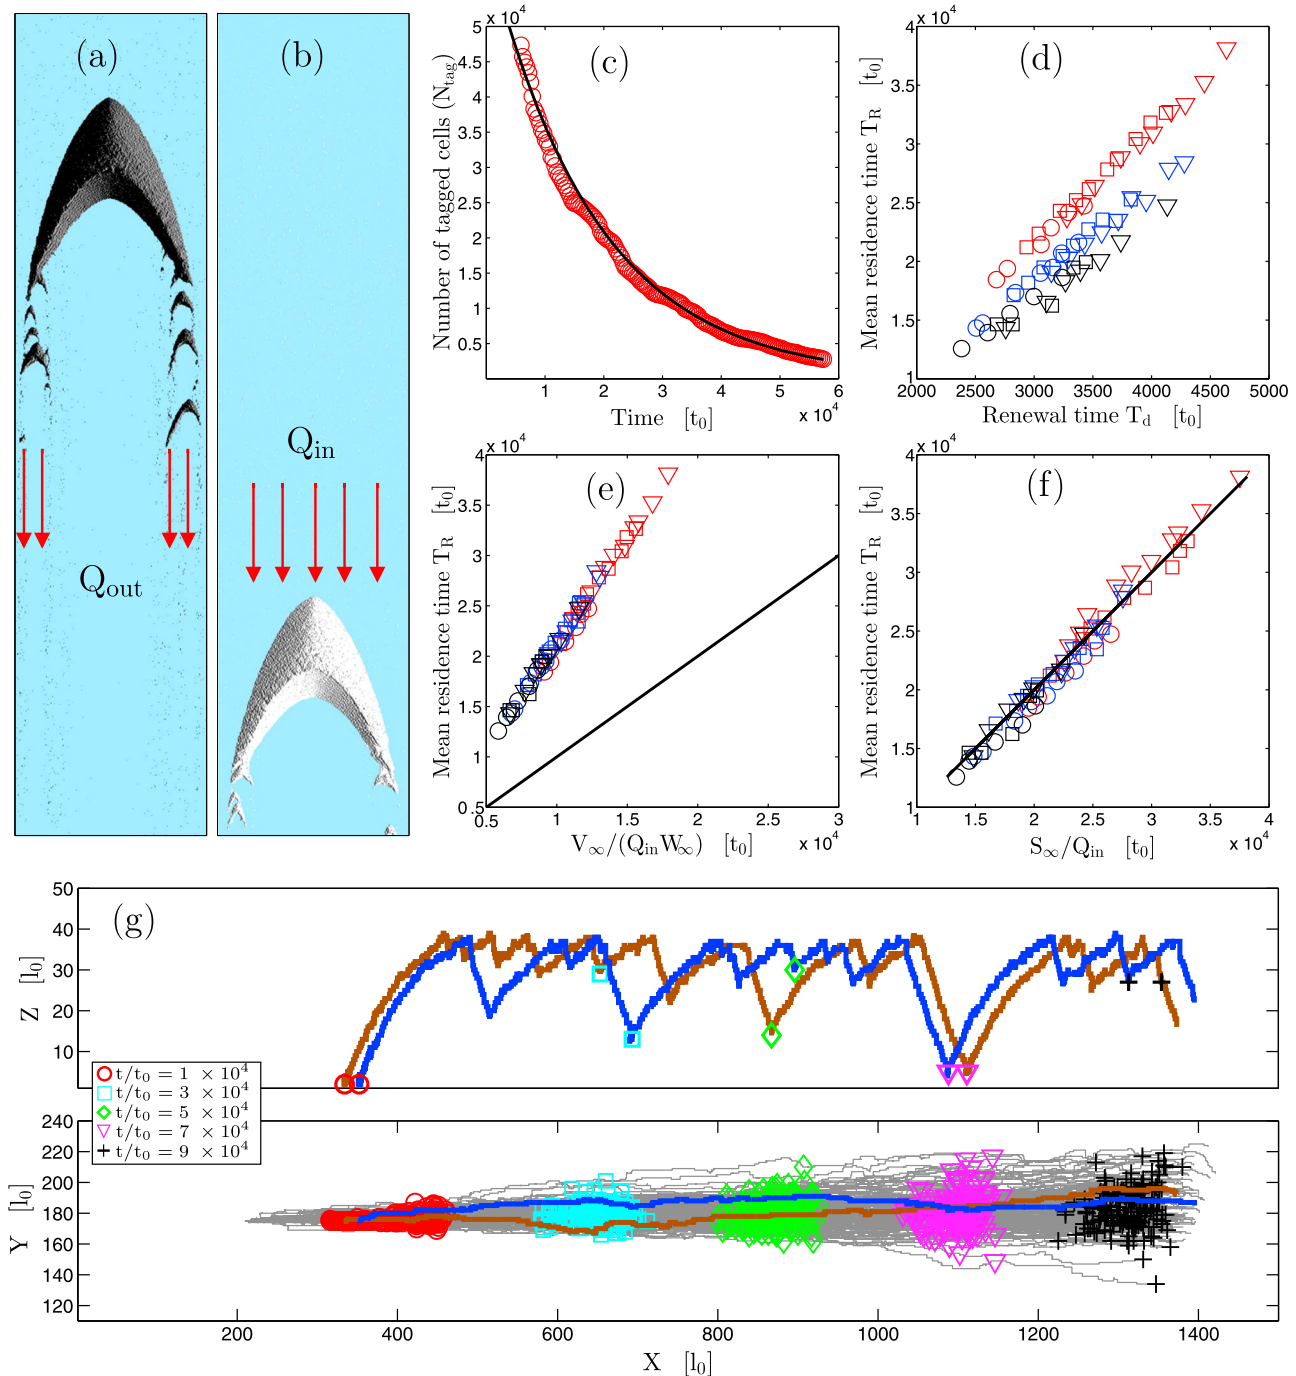 (a)
Q_out
(b)
Q_in
(c)
x 10^4
5
4.5
4
3.5
3
2.5
2
1.5
1
0.5
1 2 3 4 5 6
x 10^4
Number of tagged cells (N_tag)
Time [t_0]
(d)
x 10^4
4
3.5
3
2.5
2
1.5
1
2000 2500 3000 3500 4000 4500 5000
Mean residence time T_R [t_0]
Renewal time T_d [t_0]
(e)
x 10^4
4
3.5
3
2.5
2
1.5
1
0.5
0.5 1 1.5 2 2.5 3
x 10^4
Mean residence time T_R [t_0]
V_∞/(Q_in W_∞) [t_0]
(f)
x 10^4
4
3.5
3
2.5
2
1.5
1
1 1.5 2 2.5 3 3.5 4
x 10^4
Mean residence time T_R [t_0]
S_∞/Q_in [t_0]
(g)
50
40
30
20
10
Z [l_0]
t/t_0 = 1 × 10^4
t/t_0 = 3 × 10^4
t/t_0 = 5 × 10^4
t/t_0 = 7 × 10^4
t/t_0 = 9 × 10^4
240
220
200
180
160
140
120
Y [l_0]
200 400 600 800 1000 1200 1400
X [l_0]